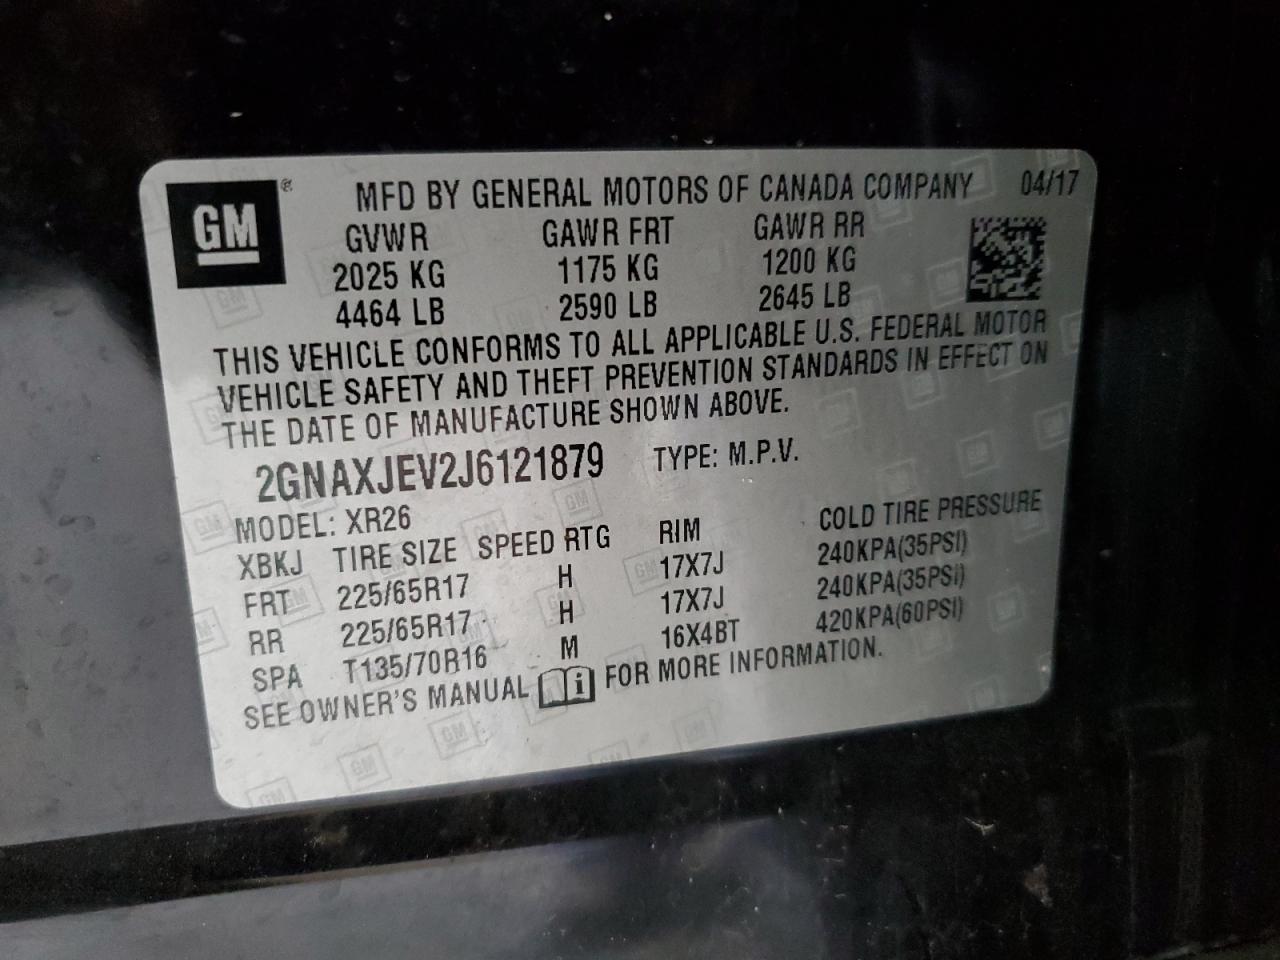 GM ® MFD BY GENERAL MOTORS OF CANADA COMPANY 04/17
GVWR GAWR FRT GAWR RR
2025 KG 1175 KG 1200 KG
4464 LB 2590 LB 2645 LB
THIS VEHICLE CONFORMS TO ALL APPLICABLE U.S. FEDERAL MOTOR
VEHICLE SAFETY AND THEFT PREVENTION STANDARDS IN EFFECT ON
THE DATE OF MANUFACTURE SHOWN ABOVE.
2GNAXJEV2J6121879 TYPE: M.P.V.
MODEL: XR26
XBKJ TIRE SIZE SPEED RTG RIM COLD TIRE PRESSURE
FRT 225/65R17 H 17X7J 240KPA(35PSI)
RR 225/65R17 H 17X7J 240KPA(35PSI)
SPA T135/70R16 M 16X4BT 420KPA(60PSI)
SEE OWNER'S MANUAL i FOR MORE INFORMATION.